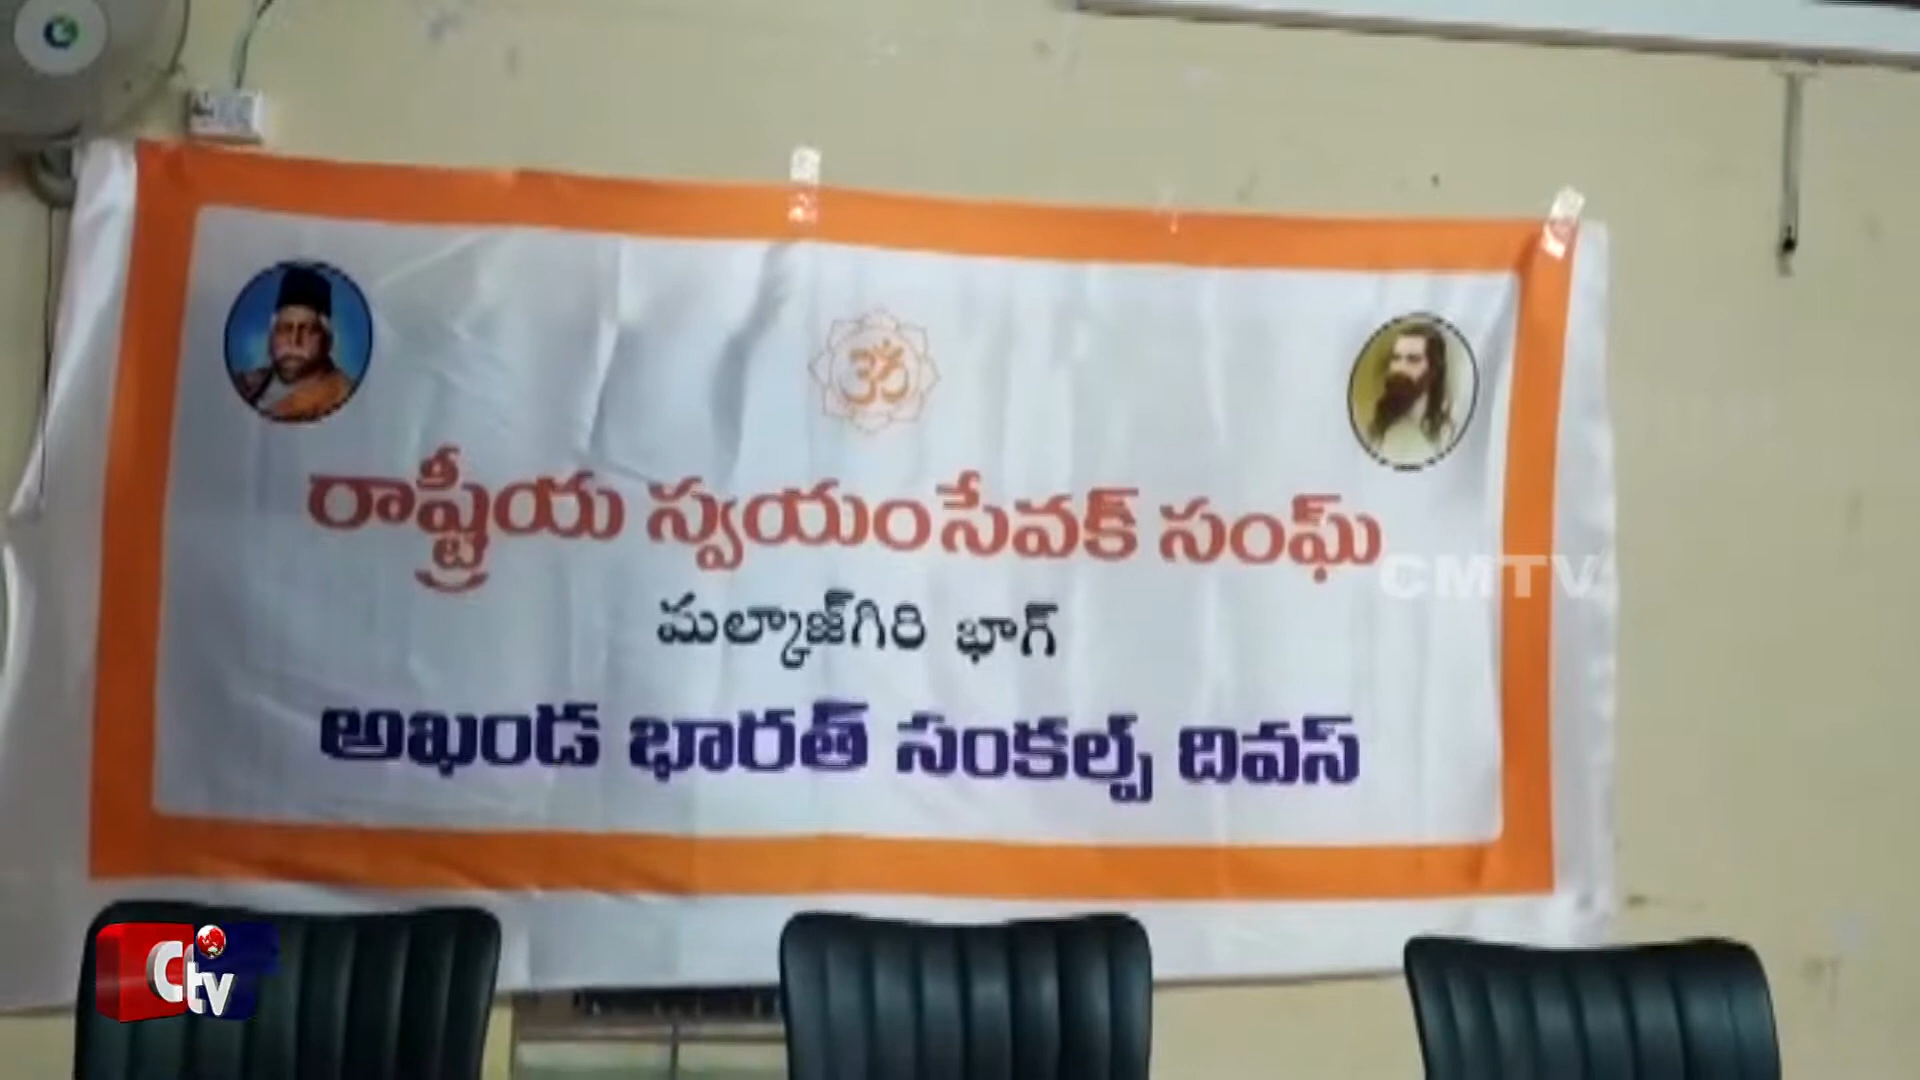 ॐ
రాష్ట్రీయ స్వయంసేవక్ సంఘ్
CMTV
మల్కాజ్‌గిరి భాగ్
అఖండ భారత్ సంకల్ప దివస్
Ctv